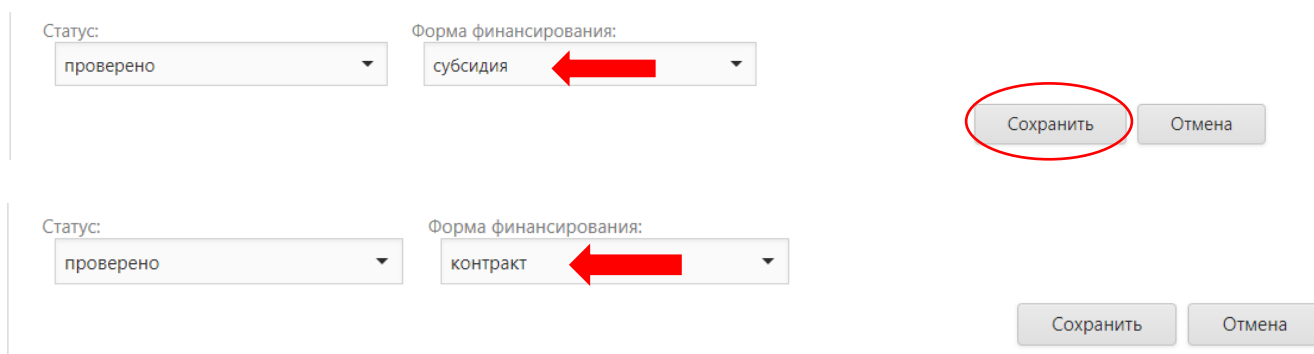 Статус: Форма финансирования:
проверено субсидия
Сохранить Отмена
Статус: Форма финансирования:
проверено контракт
Сохранить Отмена